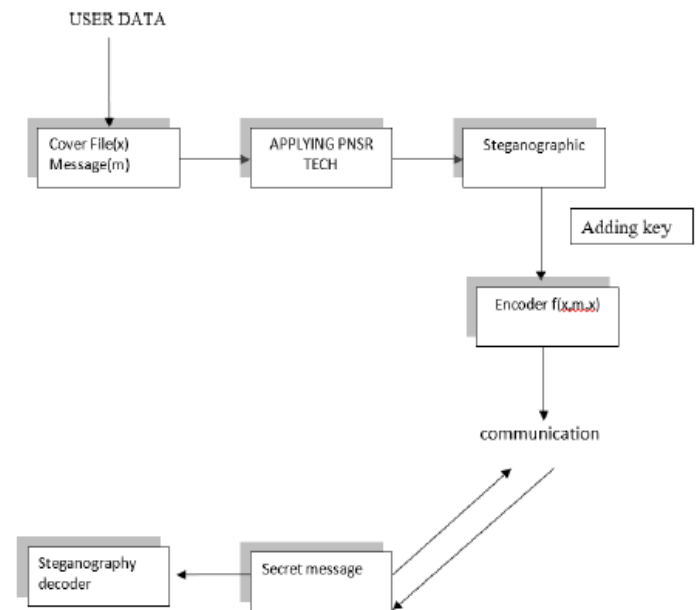 USER DATA
Cover File(x)
Message(m)
APPLYING PNSR
TECH
Steganographic
Adding key
Encoder f(x,m,x)
communication
Steganography
decoder
Secret message